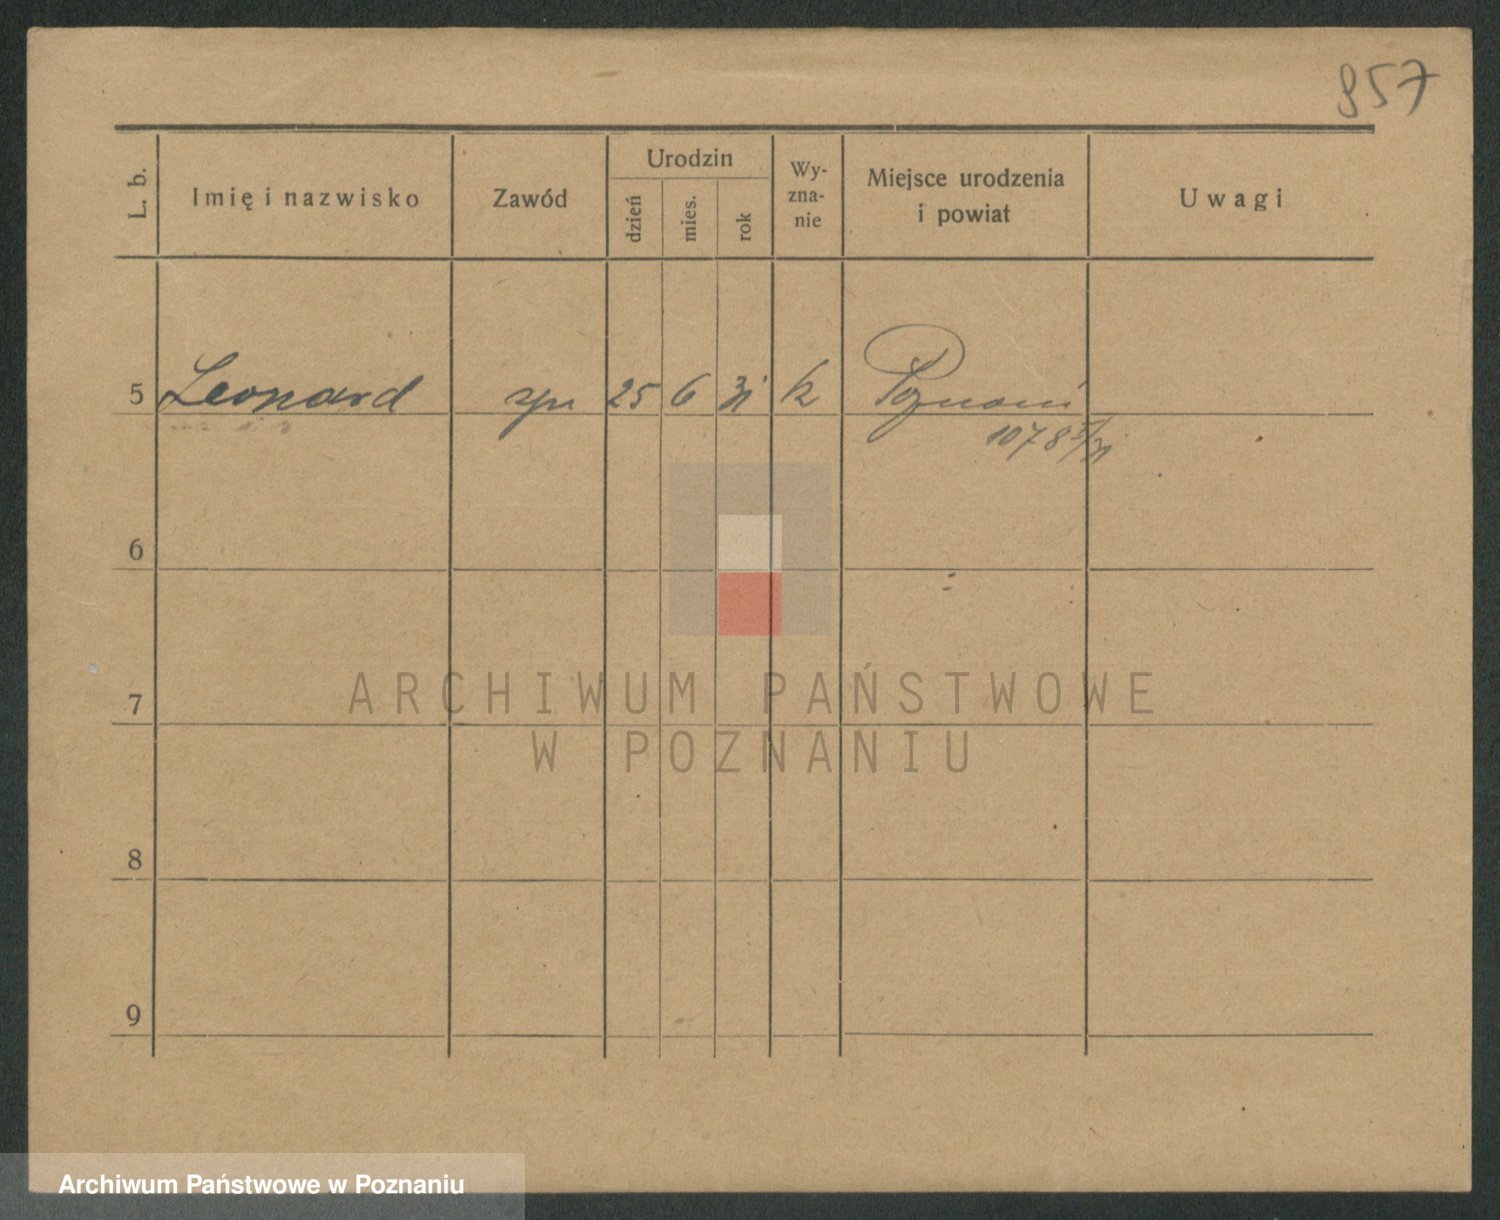 857
L. b.
Imię i nazwisko
Zawód
Urodzin
dzień
mies.
rok
Wy-
zna-
nie
Miejsce urodzenia
i powiat
Uwagi
5 Leonard 25 6 31 k Poznań
6
7
8
9
ARCHIWUM PAŃSTWOWE
W POZNANIU
Archiwum Państwowe w Poznaniu